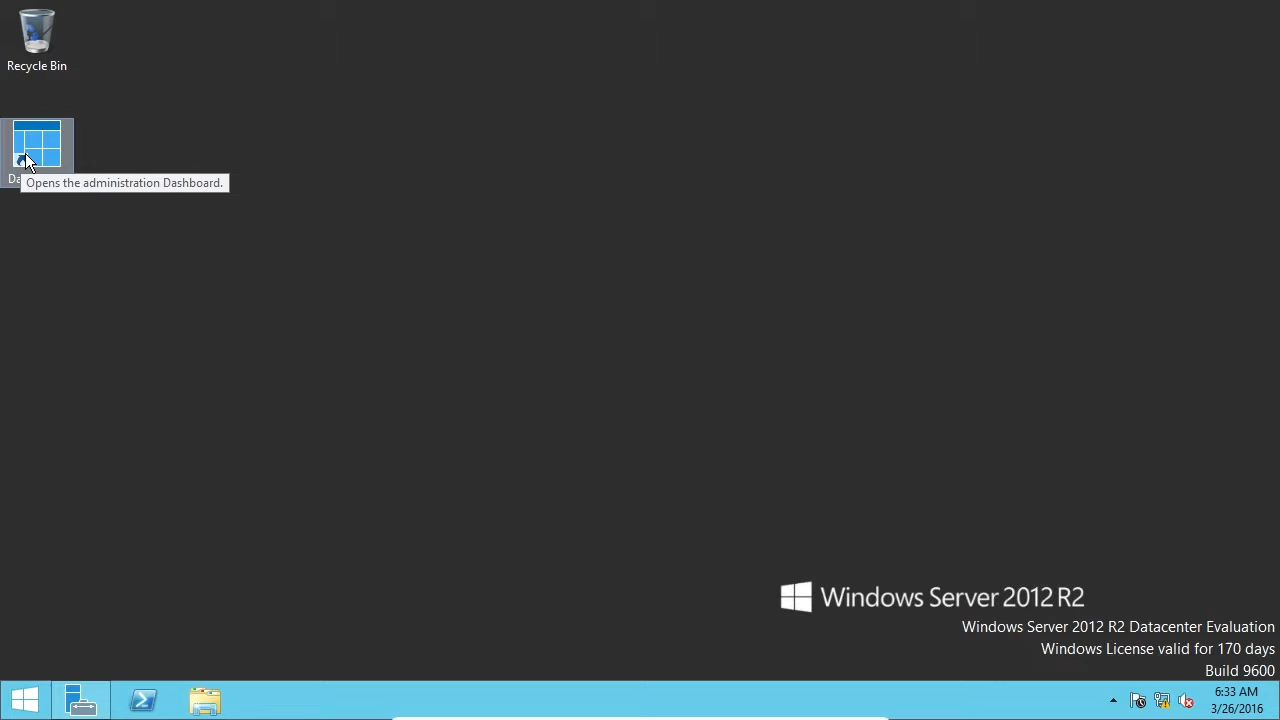 Recycle Bin
Opens the administration Dashboard.
Windows Server 2012 R2
Windows Server 2012 R2 Datacenter Evaluation
Windows License valid for 170 days
Build 9600
6:33 AM
3/26/2016